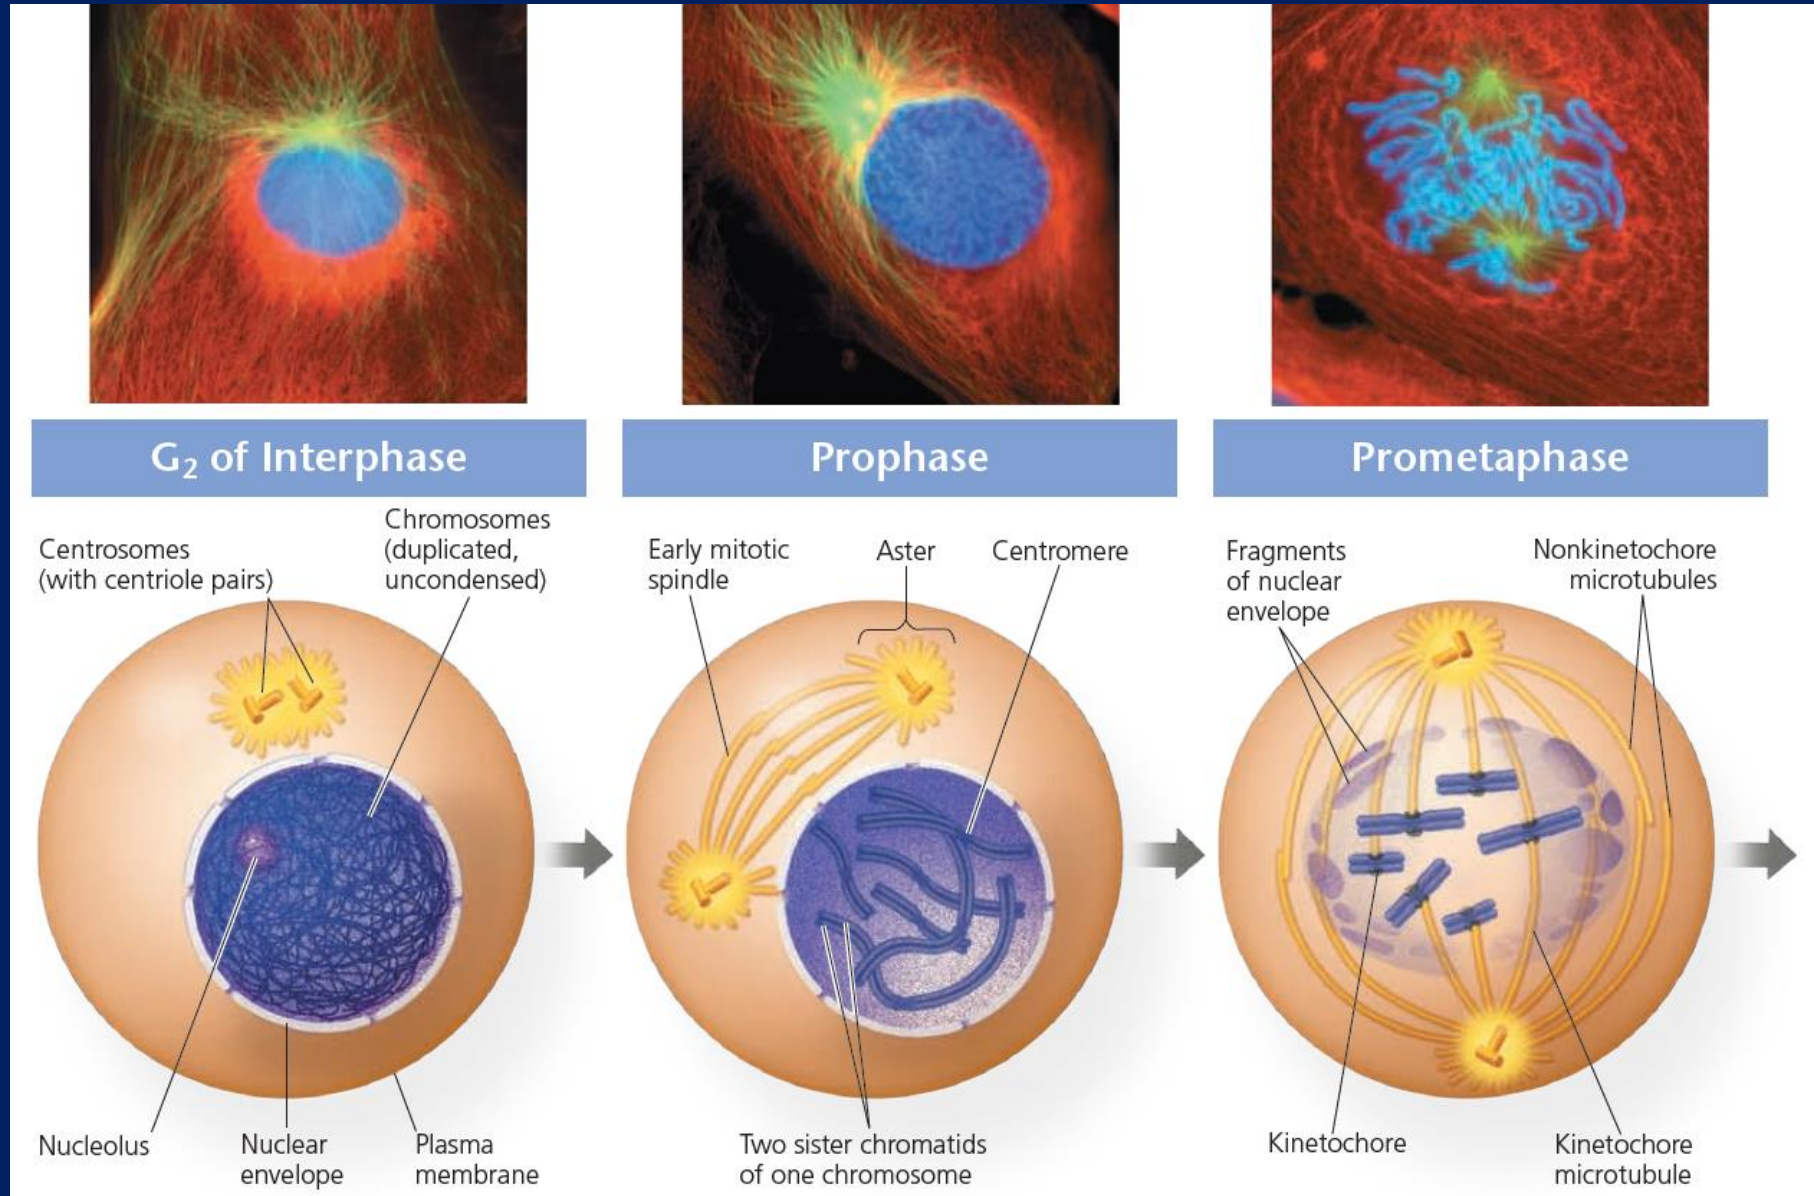 G₂ of Interphase
Prophase
Prometaphase
Centrosomes
(with centriole pairs)
Chromosomes
(duplicated,
uncondensed)
Early mitotic
spindle
Aster
Centromere
Fragments
of nuclear
envelope
Nonkinetochore
microtubules
Nucleolus
Nuclear
envelope
Plasma
membrane
Two sister chromatids
of one chromosome
Kinetochore
Kinetochore
microtubule